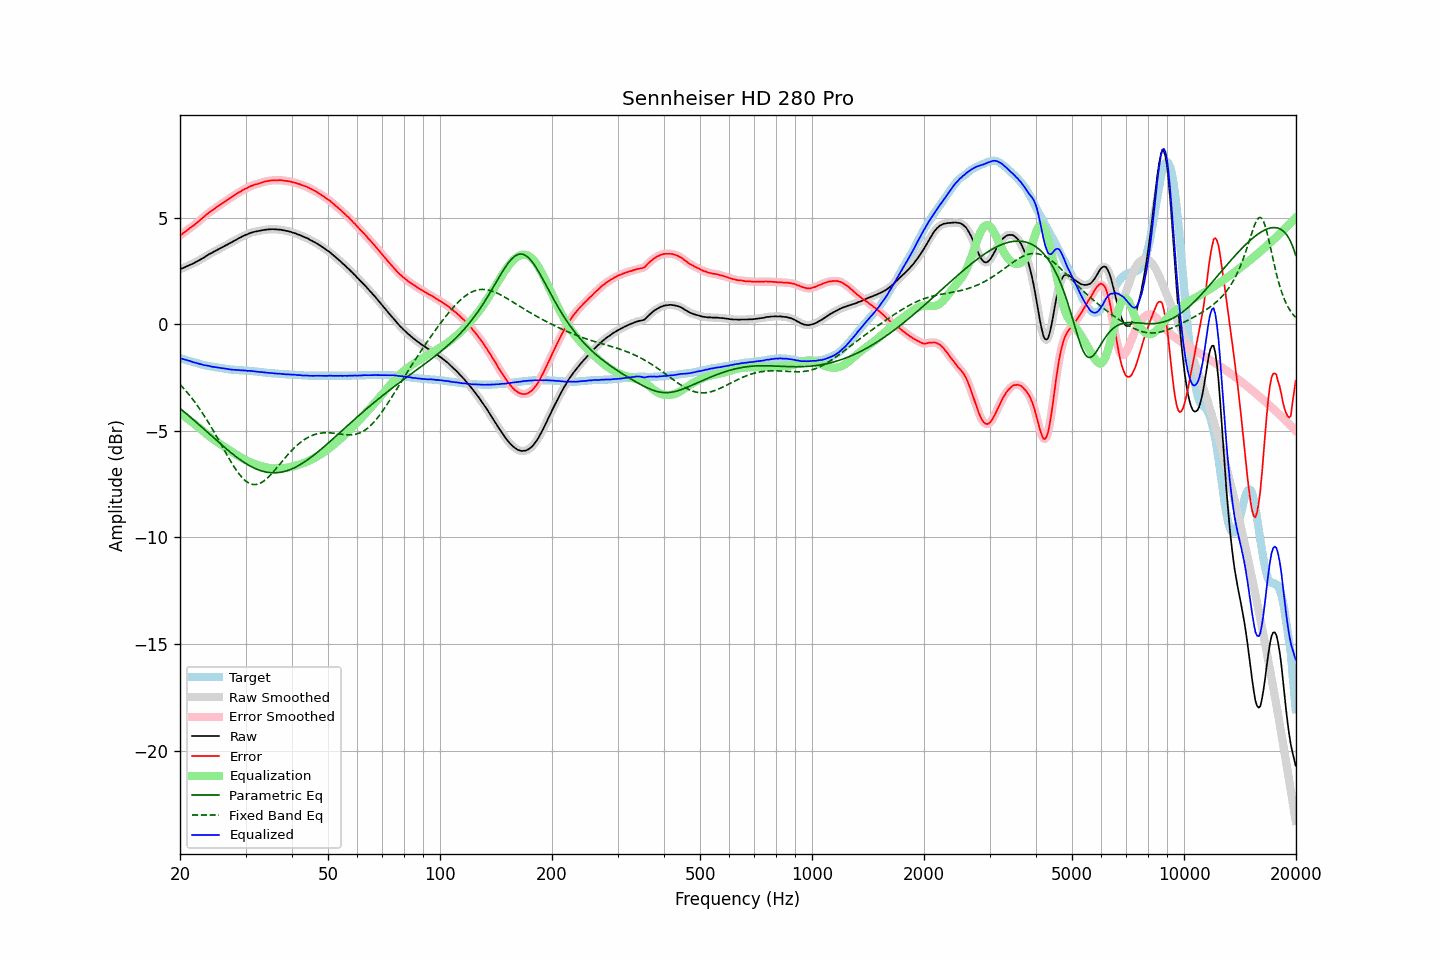 Sennheiser HD 280 Pro
Amplitude (dBr)
5
0
−5
−10
−15
−20
Target
Raw Smoothed
Error Smoothed
Raw
Error
Equalization
Parametric Eq
Fixed Band Eq
Equalized
20 50 100 200 500 1000 2000 5000 10000 20000
Frequency (Hz)